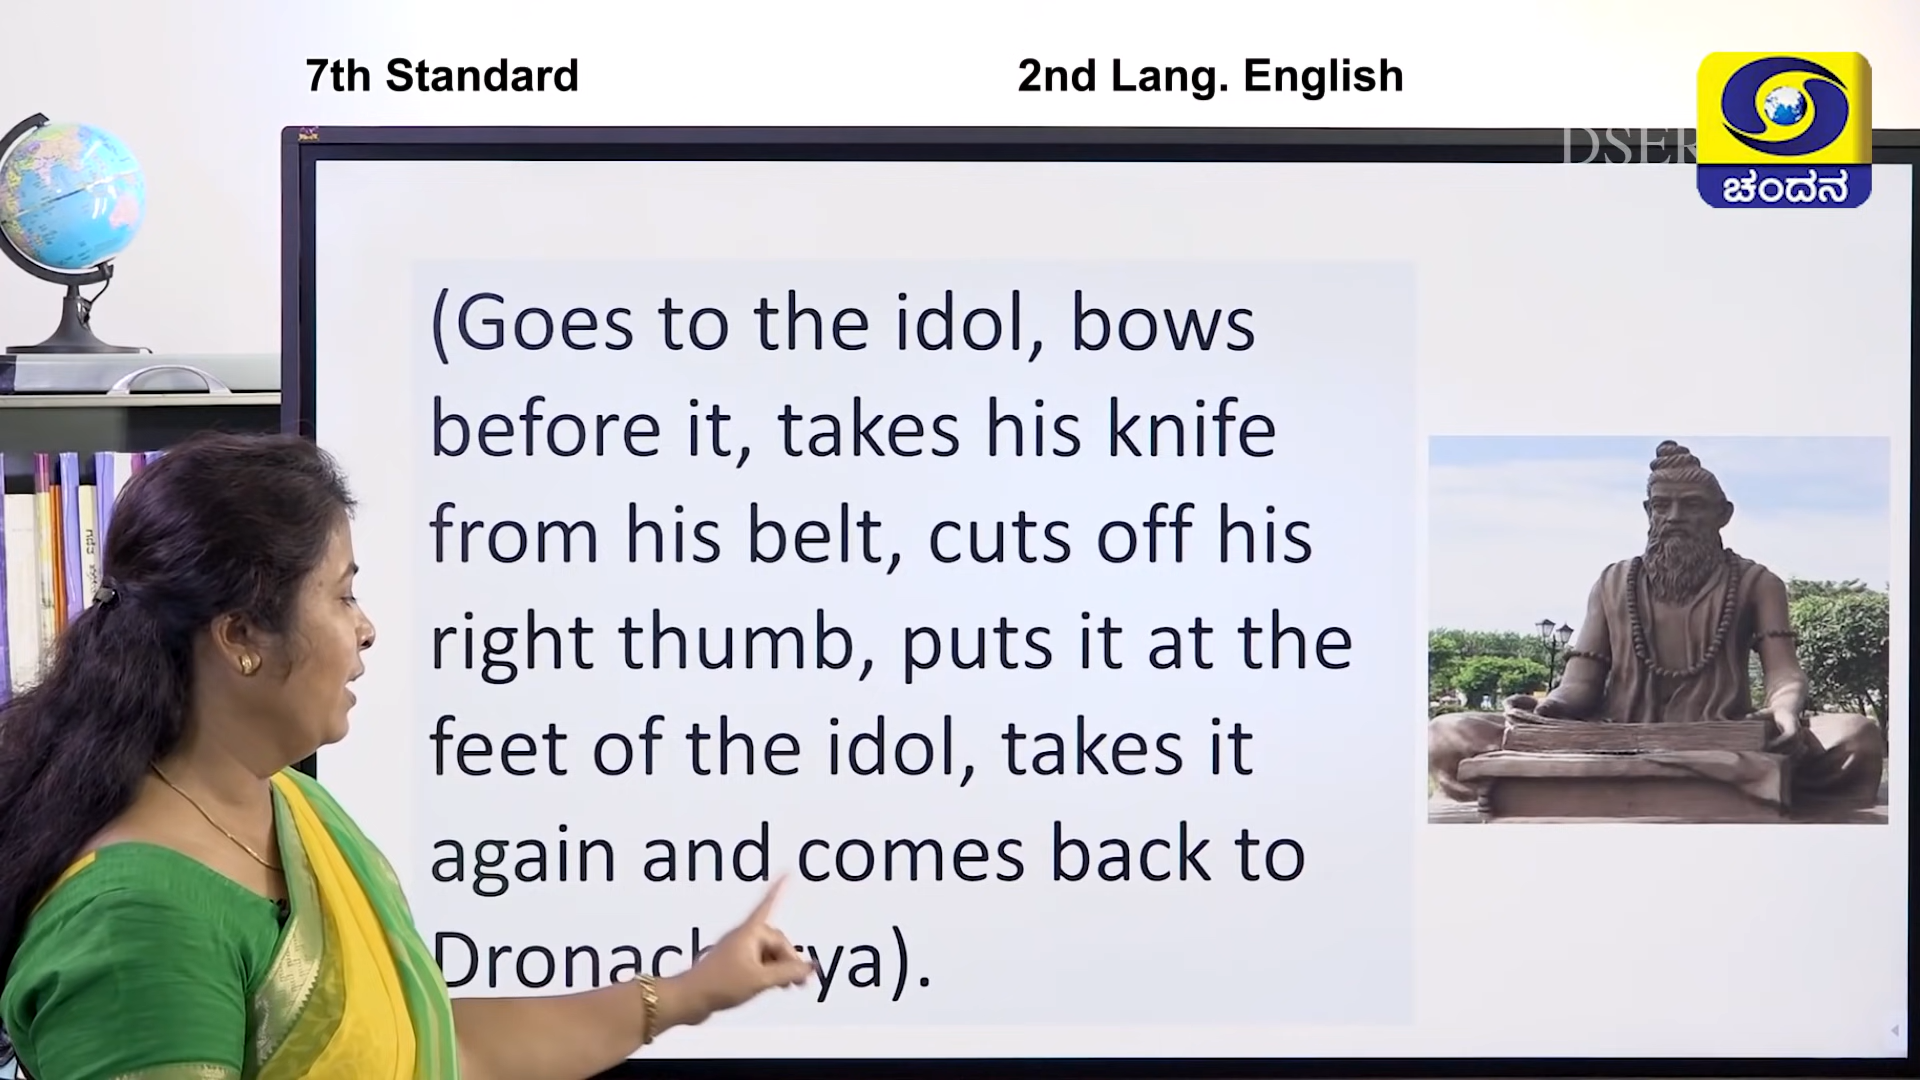 7th Standard
2nd Lang. English
DSER
ಚಂದನ
(Goes to the idol, bows
before it, takes his knife
from his belt, cuts off his
right thumb, puts it at the
feet of the idol, takes it
again and comes back to
Dronacharya).